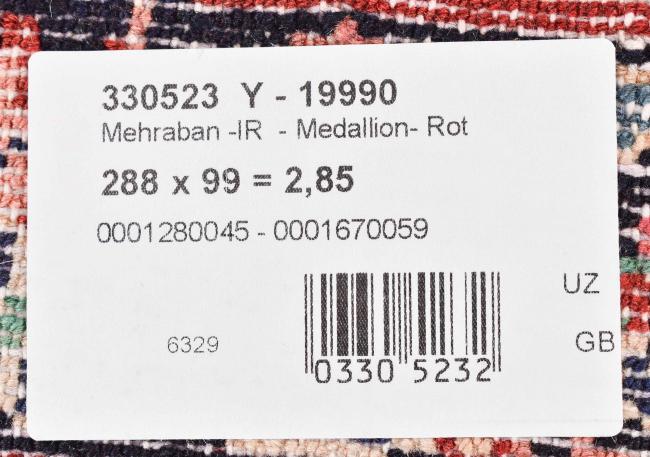 330523 Y - 19990
Mehraban -IR - Medallion- Rot
288 x 99 = 2,85
0001280045 - 0001670059
UZ
6329
GB
0330 5232